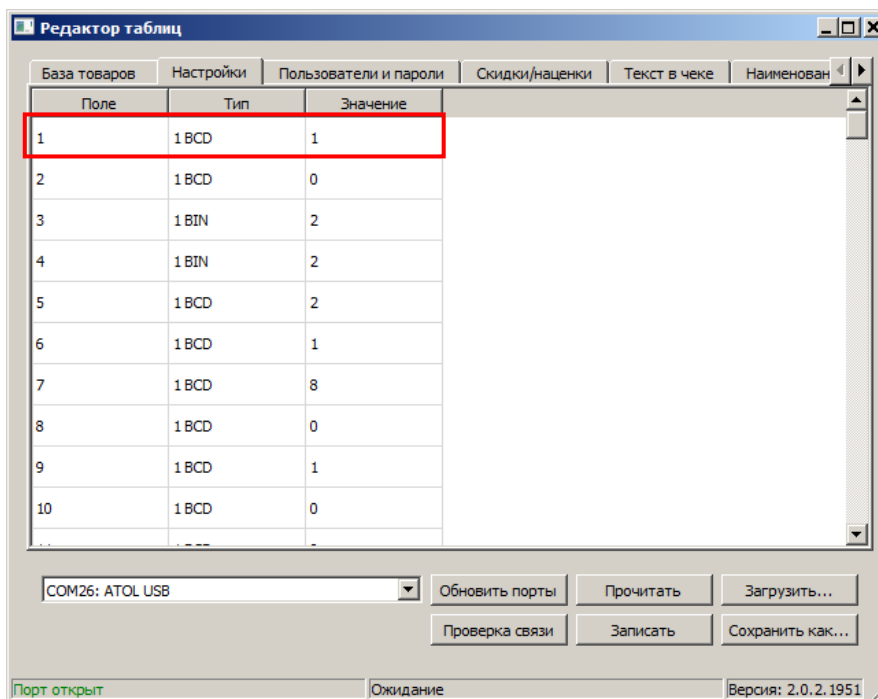 Редактор таблиц
База товаров Настройки Пользователи и пароли Скидки/наценки Текст в чеке Наименован
Поле Тип Значение
1 1 BCD 1
2 1 BCD 0
3 1 BIN 2
4 1 BIN 2
5 1 BCD 2
6 1 BCD 1
7 1 BCD 8
8 1 BCD 0
9 1 BCD 1
10 1 BCD 0
COM26: ATOL USB Обновить порты Прочитать Загрузить...
Проверка связи Записать Сохранить как...
Порт открыт Ожидание Версия: 2.0.2.1951